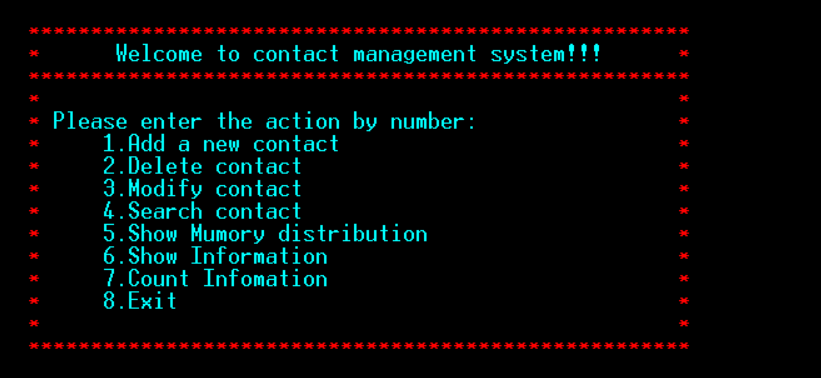 *****************************************************
* Welcome to contact management system!!! *
*****************************************************
* *
* Please enter the action by number: *
* 1.Add a new contact *
* 2.Delete contact *
* 3.Modify contact *
* 4.Search contact *
* 5.Show Mumory distribution *
* 6.Show Information *
* 7.Count Infomation *
* 8.Exit *
* *
*****************************************************